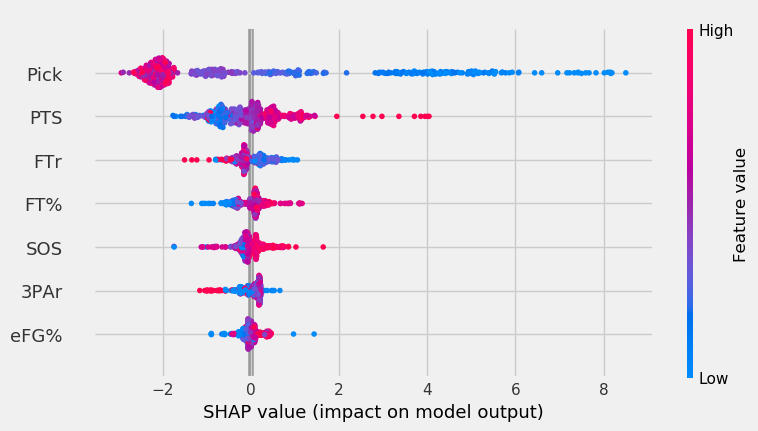 High
Pick
PTS
FTr
FT%
SOS
3PAr
eFG%
Feature value
Low
−2
0
2
4
6
8
SHAP value (impact on model output)